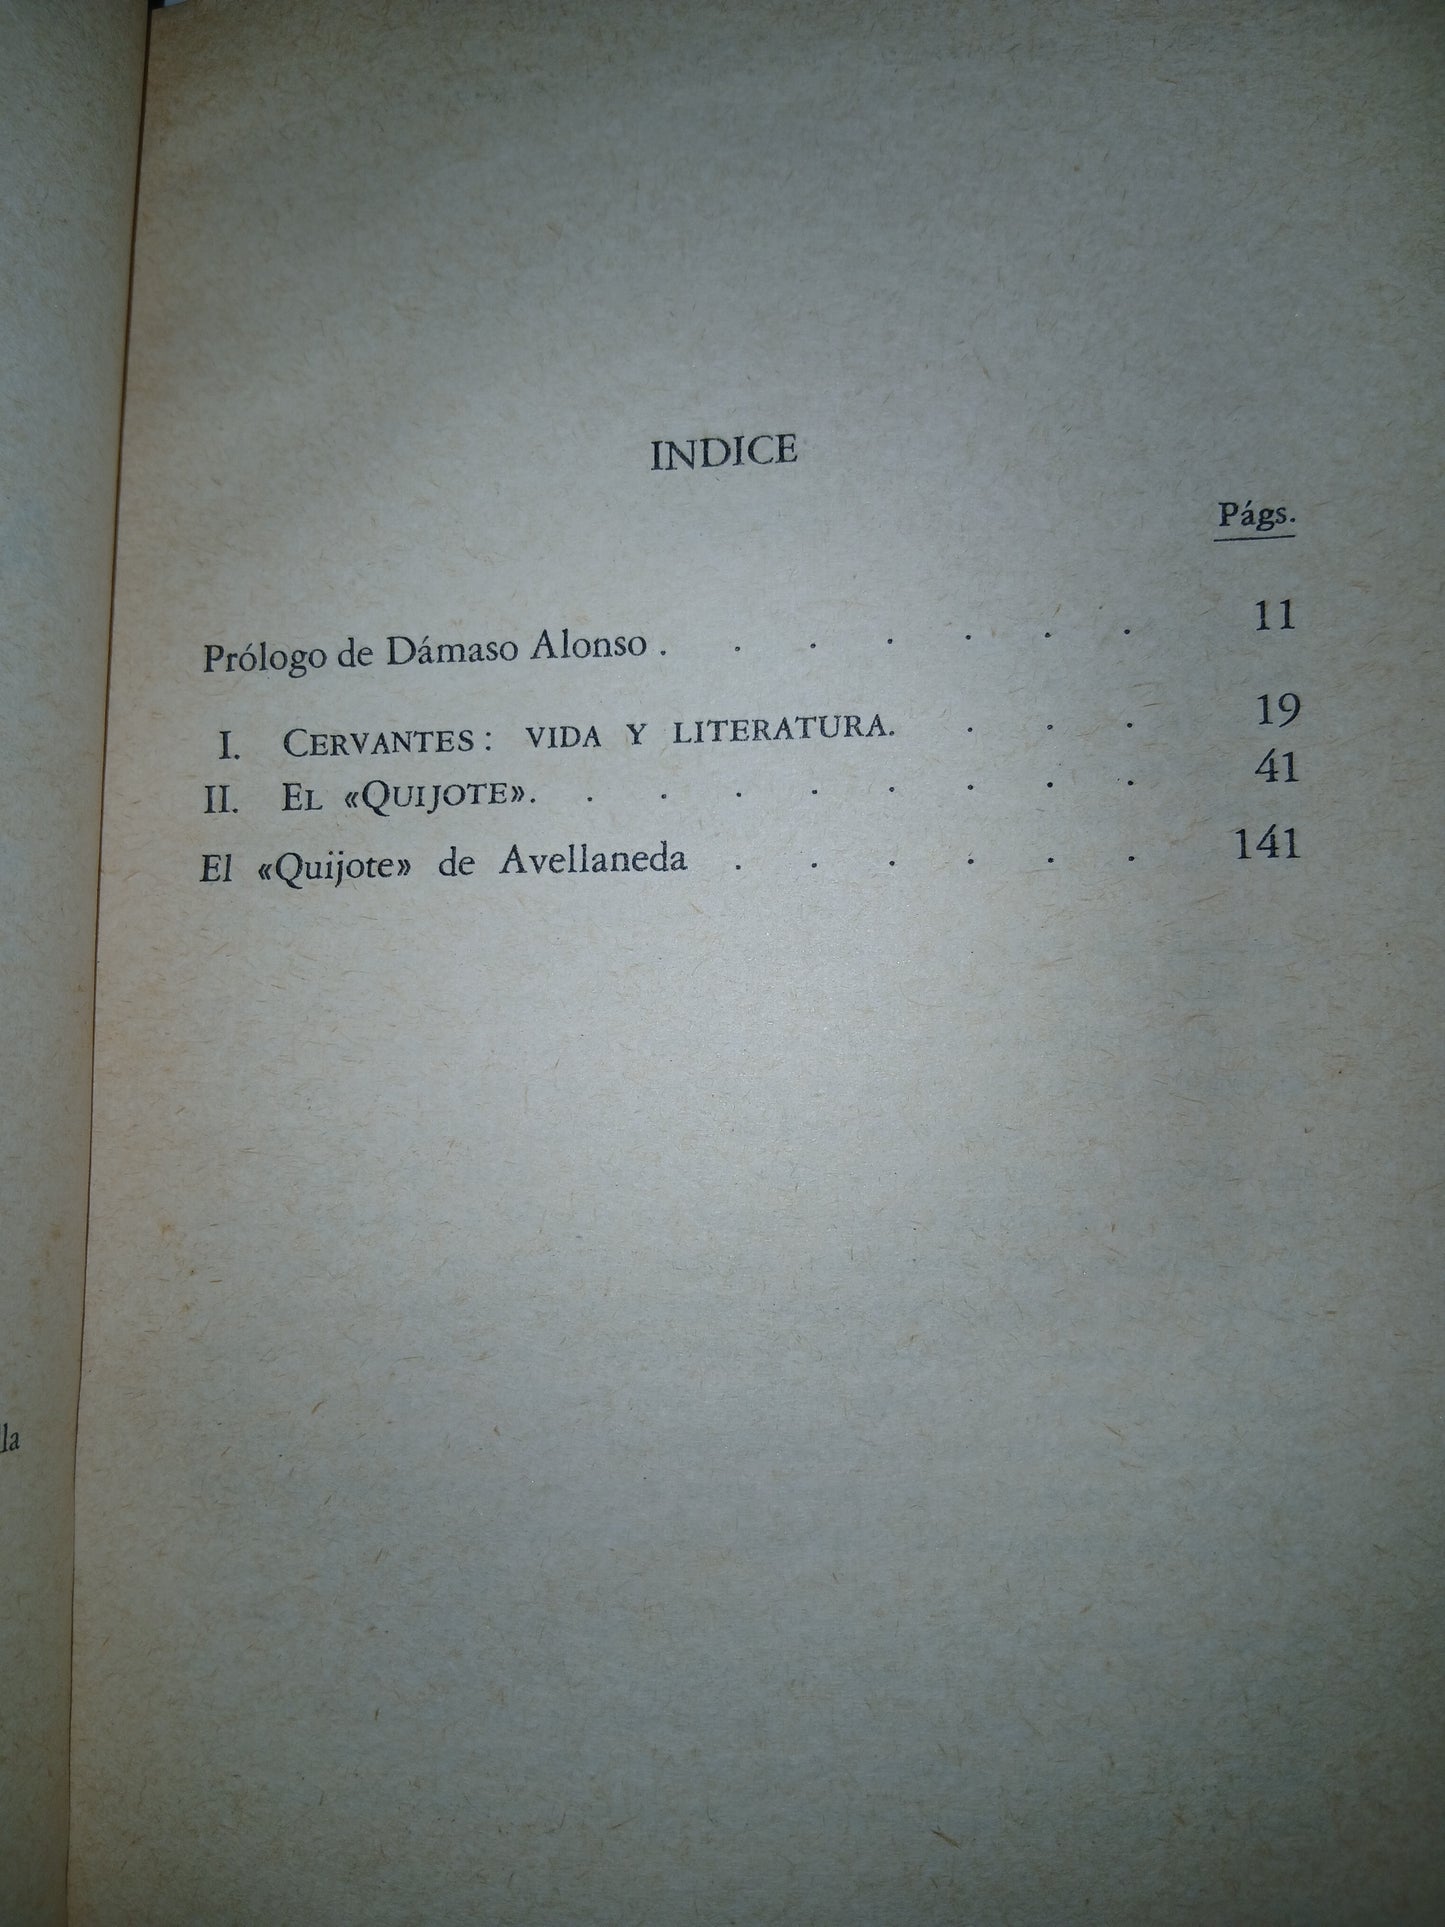 INDICE
Págs.
Prólogo de Dámaso Alonso . . . . . . . 11
I. CERVANTES: VIDA Y LITERATURA. . . . 19
II. EL «QUIJOTE». . . . . . . . . 41
El «Quijote» de Avellaneda . . . . . . 141
lla